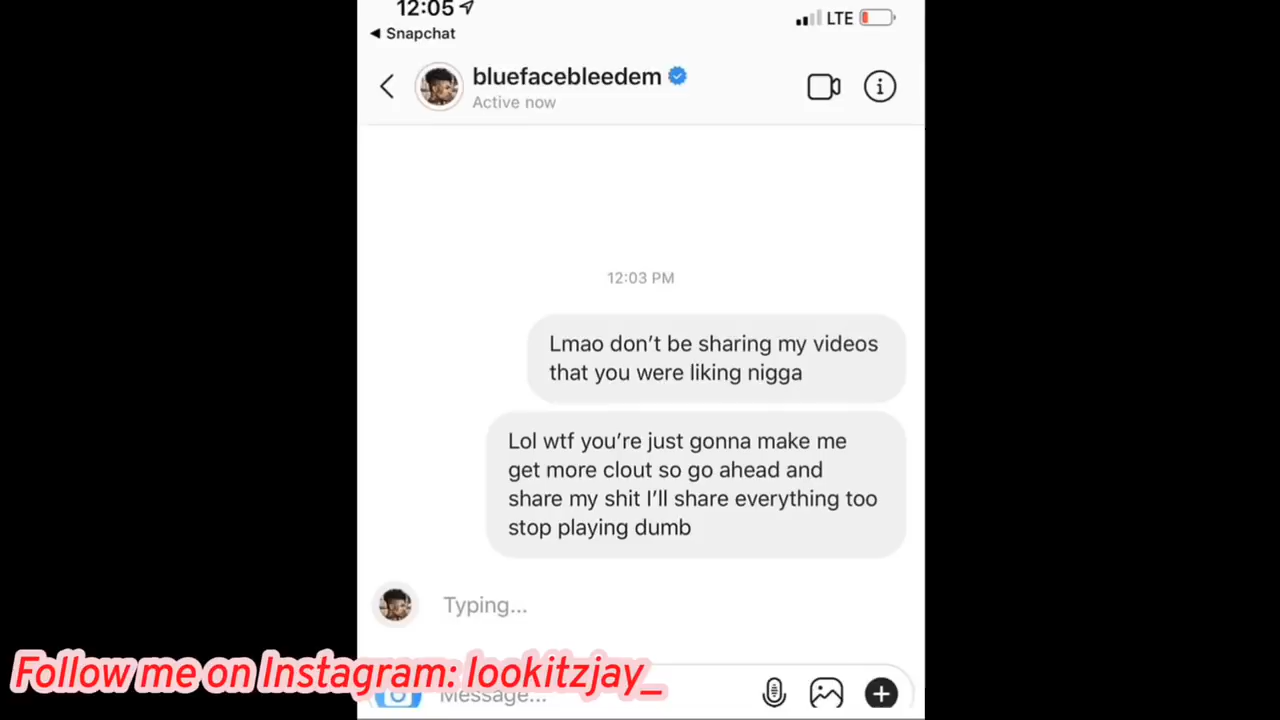 12:05
LTE
Snapchat
bluefacebleedem
Active now
12:03 PM
Lmao don't be sharing my videos
that you were liking nigga
Lol wtf you're just gonna make me
get more clout so go ahead and
share my shit I'll share everything too
stop playing dumb
Typing...
Message...
Follow me on Instagram: lookitzjay_